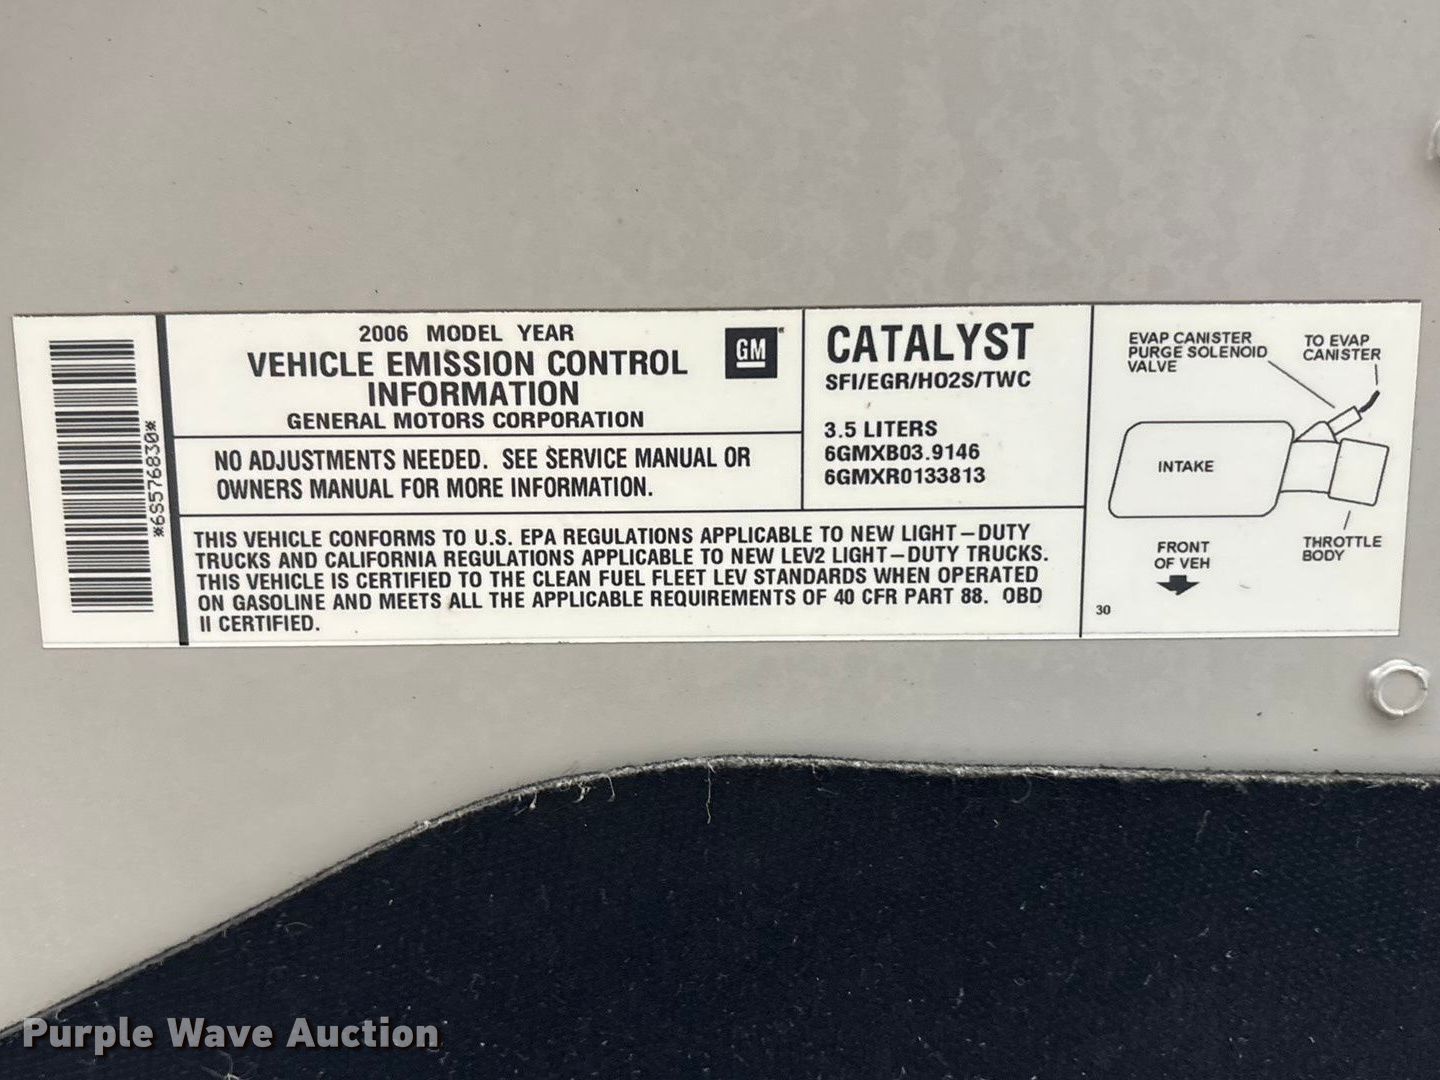 *6S576830*
2006 MODEL YEAR
VEHICLE EMISSION CONTROL
INFORMATION
GENERAL MOTORS CORPORATION
GM
NO ADJUSTMENTS NEEDED. SEE SERVICE MANUAL OR
OWNERS MANUAL FOR MORE INFORMATION.
CATALYST
SFI/EGR/HO2S/TWC
3.5 LITERS
6GMXB03.9146
6GMXR0133813
THIS VEHICLE CONFORMS TO U.S. EPA REGULATIONS APPLICABLE TO NEW LIGHT-DUTY
TRUCKS AND CALIFORNIA REGULATIONS APPLICABLE TO NEW LEV2 LIGHT-DUTY TRUCKS.
THIS VEHICLE IS CERTIFIED TO THE CLEAN FUEL FLEET LEV STANDARDS WHEN OPERATED
ON GASOLINE AND MEETS ALL THE APPLICABLE REQUIREMENTS OF 40 CFR PART 88. OBD
II CERTIFIED.
EVAP CANISTER
PURGE SOLENOID
VALVE
TO EVAP
CANISTER
INTAKE
THROTTLE
BODY
FRONT
OF VEH
30
Purple Wave Auction